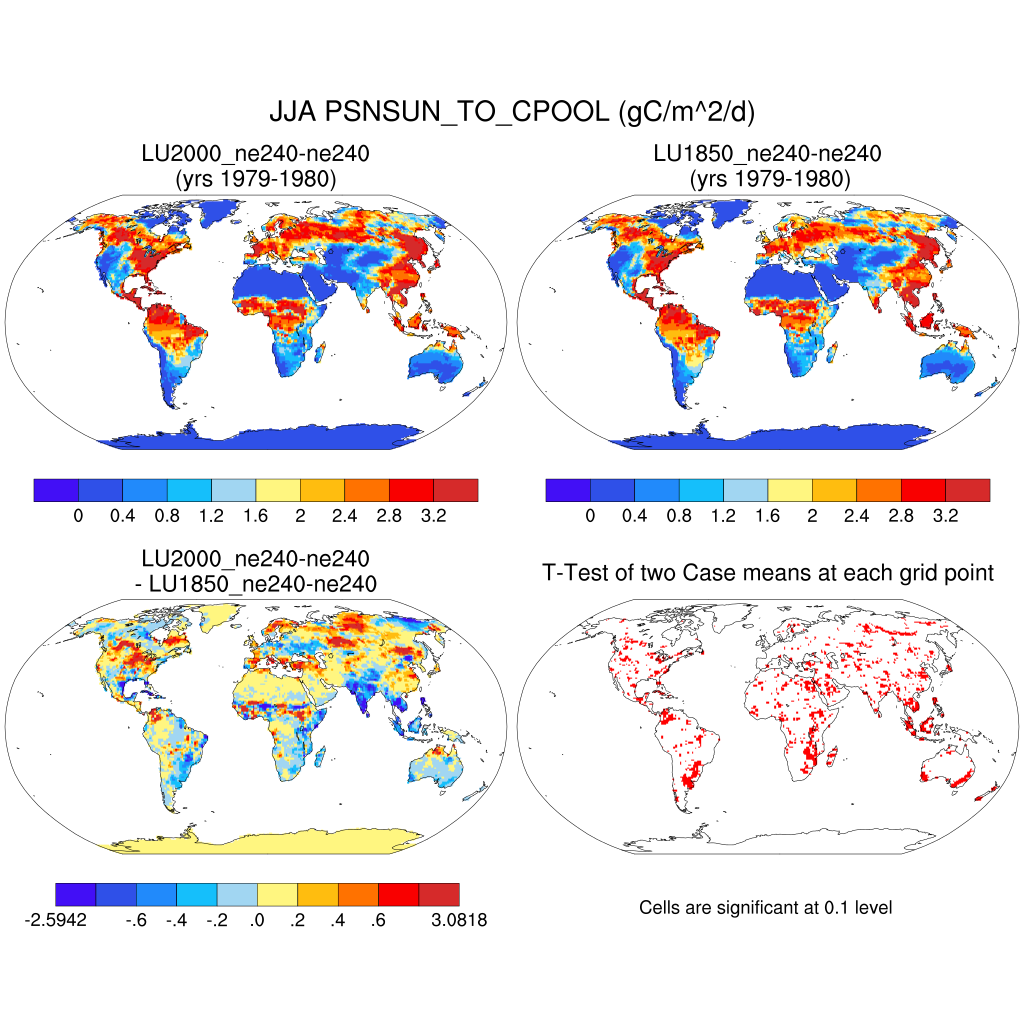 JJA PSNSUN_TO_CPOOL (gC/m^2/d)
LU2000_ne240-ne240
(yrs 1979-1980)
LU1850_ne240-ne240
(yrs 1979-1980)
0 0.4 0.8 1.2 1.6 2 2.4 2.8 3.2
0 0.4 0.8 1.2 1.6 2 2.4 2.8 3.2
LU2000_ne240-ne240
- LU1850_ne240-ne240
T-Test of two Case means at each grid point
-2.5942 -.6 -.4 -.2 .0 .2 .4 .6 3.0818
Cells are significant at 0.1 level